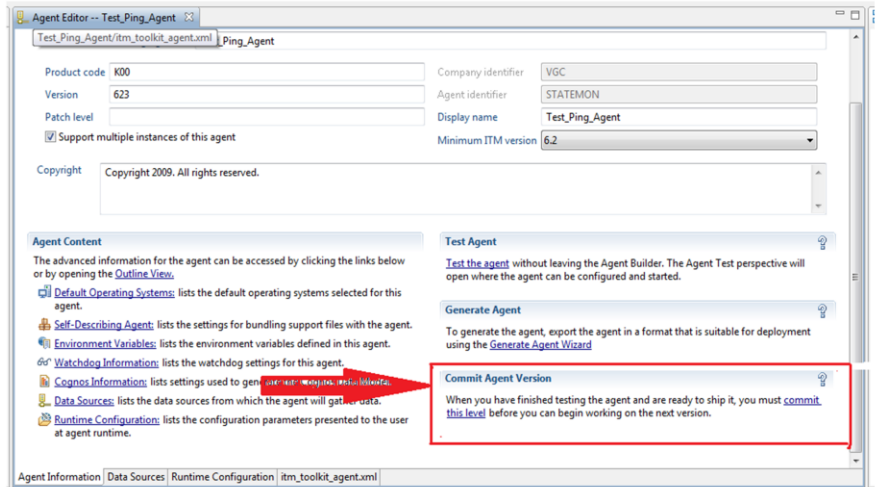 Agent Editor -- Test_Ping_Agent
Test_Ping_Agent/itm_toolkit_agent.xml
_Ping_Agent
Product code K00
Company identifier VGC
Version 623
Agent identifier STATEMON
Patch level
Display name Test_Ping_Agent
Support multiple instances of this agent
Minimum ITM version 6.2
Copyright
Copyright 2009. All rights reserved.
Agent Content
The advanced information for the agent can be accessed by clicking the links below
or by opening the Outline View.
Default Operating Systems: lists the default operating systems selected for this
agent.
Self-Describing Agent: lists the settings for bundling support files with the agent.
Environment Variables: lists the environment variables defined in this agent.
Watchdog Information: lists the watchdog settings for this agent.
Cognos Information: lists settings used to
Data Sources: lists the data sources from which the agent will gather data.
Runtime Configuration: lists the configuration parameters presented to the user
at agent runtime.
Test Agent
Test the agent without leaving the Agent Builder. The Agent Test perspective will
open where the agent can be configured and started.
Generate Agent
To generate the agent, export the agent in a format that is suitable for deployment
using the Generate Agent Wizard
Commit Agent Version
When you have finished testing the agent and are ready to ship it, you must commit
this level before you can begin working on the next version.
Agent Information Data Sources Runtime Configuration itm_toolkit_agent.xml